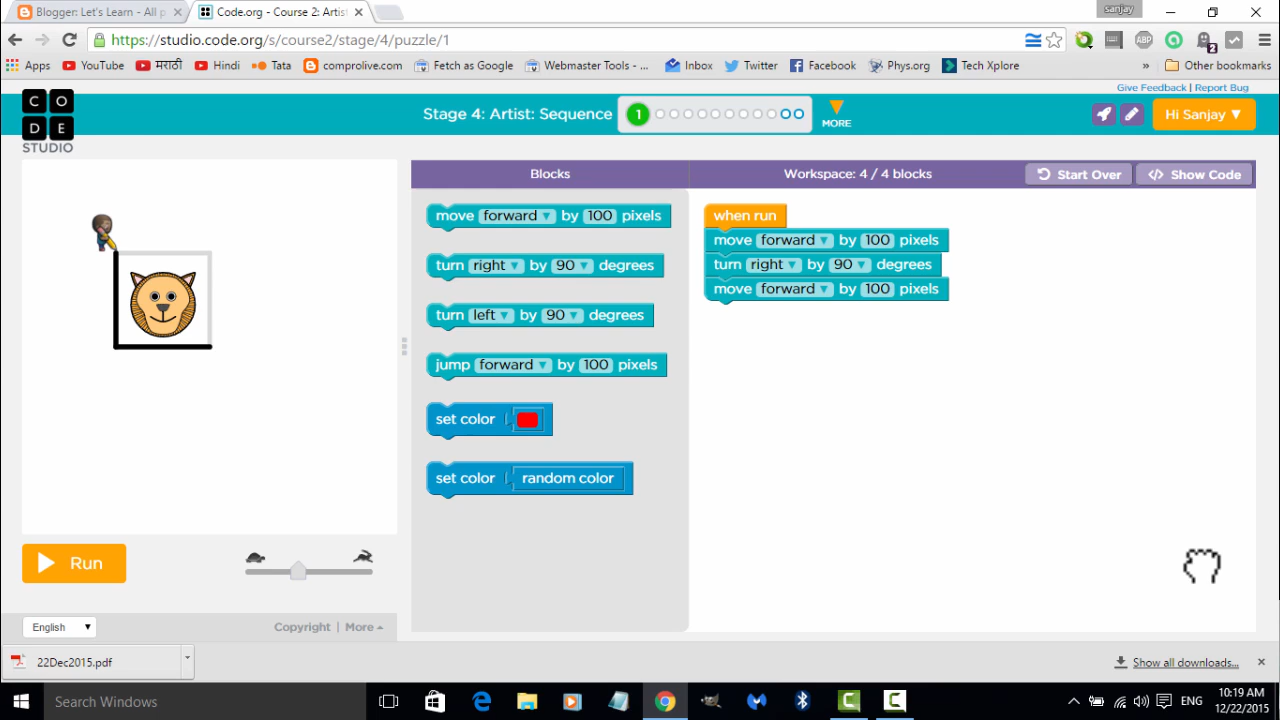 Blogger: Let's Learn - All p
Code.org - Course 2: Artis
sanjay
https://studio.code.org/s/course2/stage/4/puzzle/1
ABP
2
Apps YouTube मराठी Hindi Tata comprolive.com Fetch as Google Webmaster Tools - ... Inbox Twitter Facebook Phys.org Tech Xplore » Other bookmarks
Give Feedback | Report Bug
C O
D E
STUDIO
Stage 4: Artist: Sequence
1
MORE
Hi Sanjay ▼
Blocks
Workspace: 4 / 4 blocks
Start Over
</> Show Code
move forward by 100 pixels
turn right by 90 degrees
turn left by 90 degrees
jump forward by 100 pixels
set color
set color random color
when run
move forward by 100 pixels
turn right by 90 degrees
move forward by 100 pixels
Run
English
Copyright | More
22Dec2015.pdf
Show all downloads...
Search Windows
ENG
10:19 AM
12/22/2015